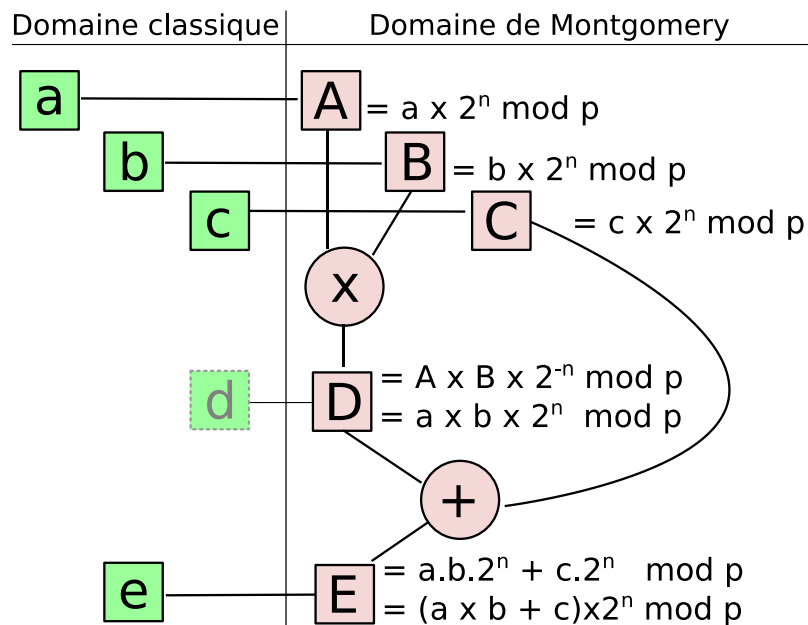 Domaine classique Domaine de Montgomery
a A = a x 2ⁿ mod p
b B = b x 2ⁿ mod p
c C = c x 2ⁿ mod p
x
= A x B x 2⁻ⁿ mod p
d D
= a x b x 2ⁿ mod p
+
= a.b.2ⁿ + c.2ⁿ mod p
e E
= (a x b + c)x2ⁿ mod p